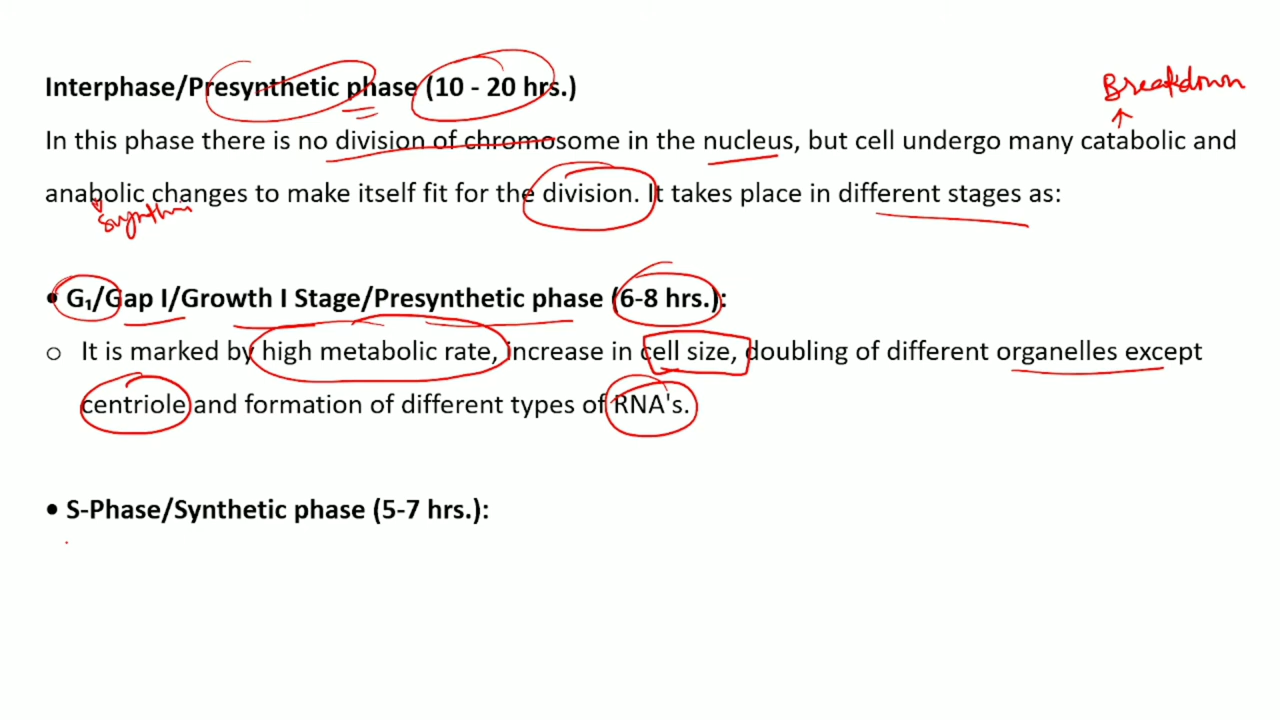 Interphase/Presynthetic phase (10 - 20 hrs.)
Breakdown
In this phase there is no division of chromosome in the nucleus, but cell undergo many catabolic and
anabolic changes to make itself fit for the division. It takes place in different stages as:
• G₁/Gap I/Growth I Stage/Presynthetic phase (6-8 hrs.):
o It is marked by high metabolic rate, increase in cell size, doubling of different organelles except
centriole and formation of different types of RNA's.
• S-Phase/Synthetic phase (5-7 hrs.):